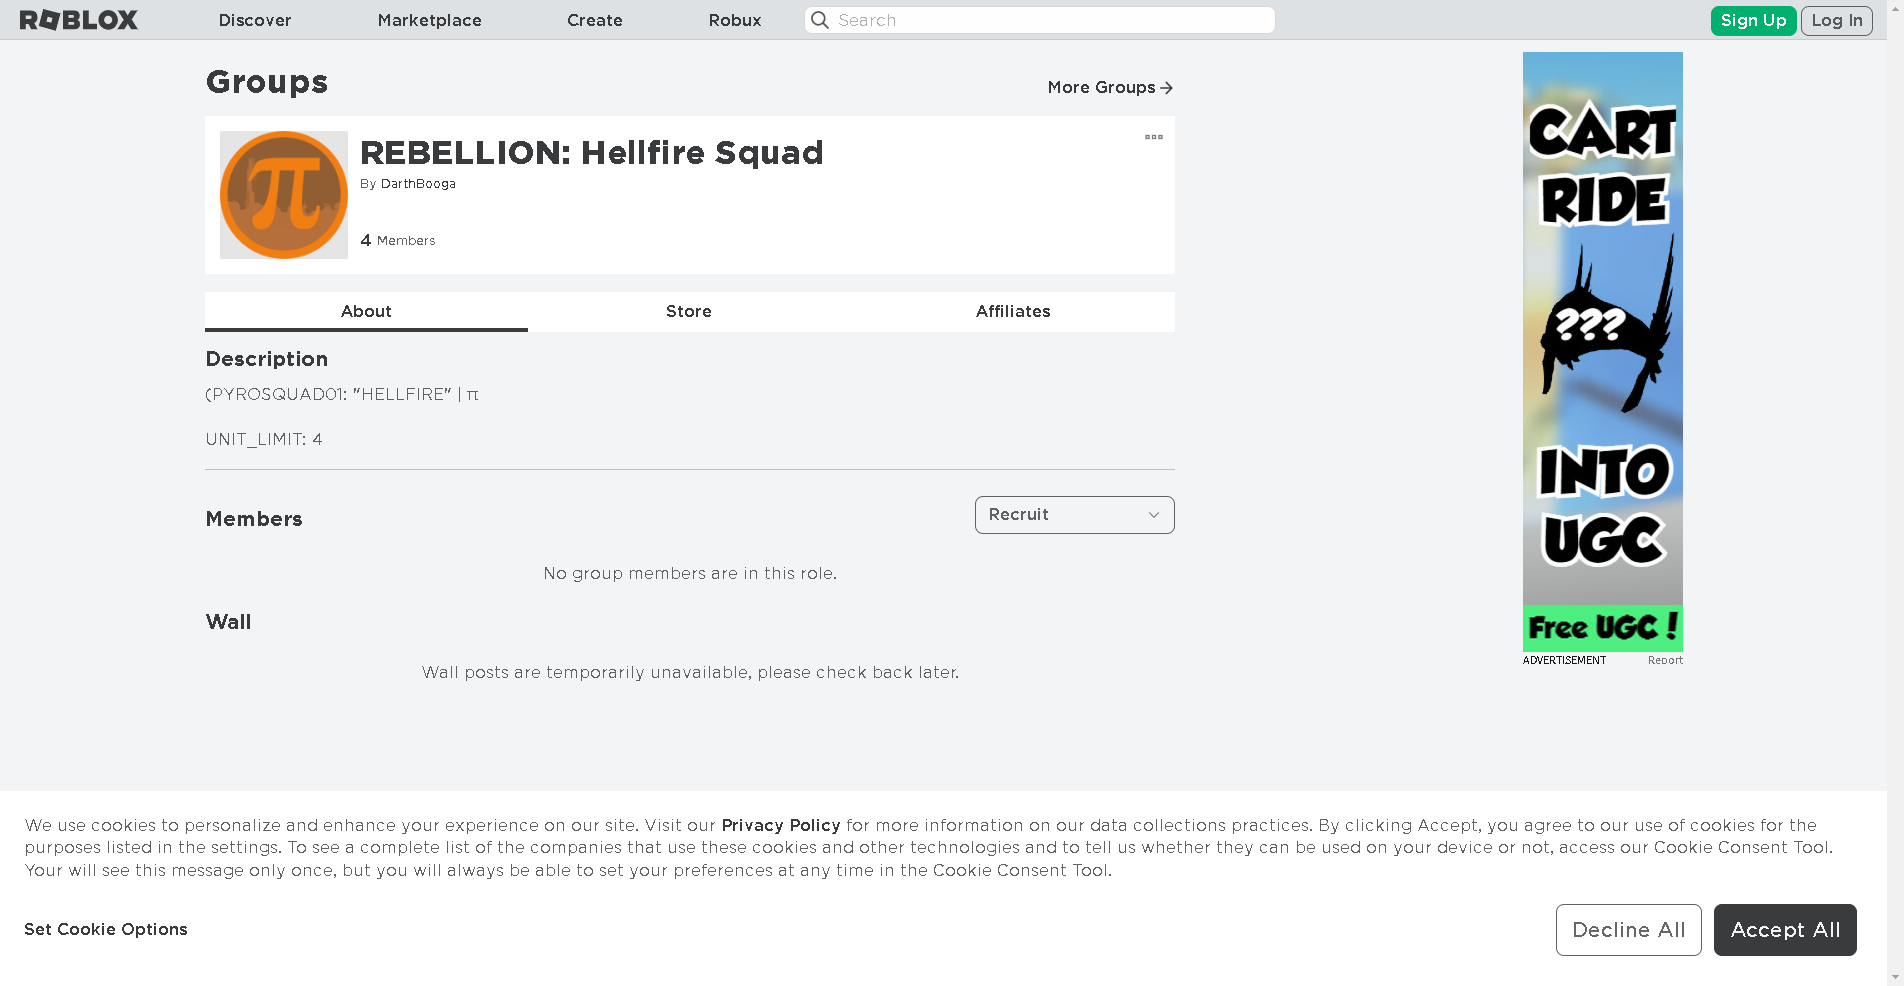 ROBLOX
Discover
Marketplace
Create
Robux
Search
Sign Up
Log In
Groups
More Groups
π
REBELLION: Hellfire Squad
By DarthBooga
4 Members
About
Store
Affiliates
Description
(PYROSQUAD01: "HELLFIRE" | π
UNIT_LIMIT: 4
Members
Recruit
No group members are in this role.
Wall
Wall posts are temporarily unavailable, please check back later.
CART
RIDE
???
INTO
UGC
Free UGC !
ADVERTISEMENT
Report
We use cookies to personalize and enhance your experience on our site. Visit our Privacy Policy for more information on our data collections practices. By clicking Accept, you agree to our use of cookies for the
purposes listed in the settings. To see a complete list of the companies that use these cookies and other technologies and to tell us whether they can be used on your device or not, access our Cookie Consent Tool.
Your will see this message only once, but you will always be able to set your preferences at any time in the Cookie Consent Tool.
Set Cookie Options
Decline All
Accept All